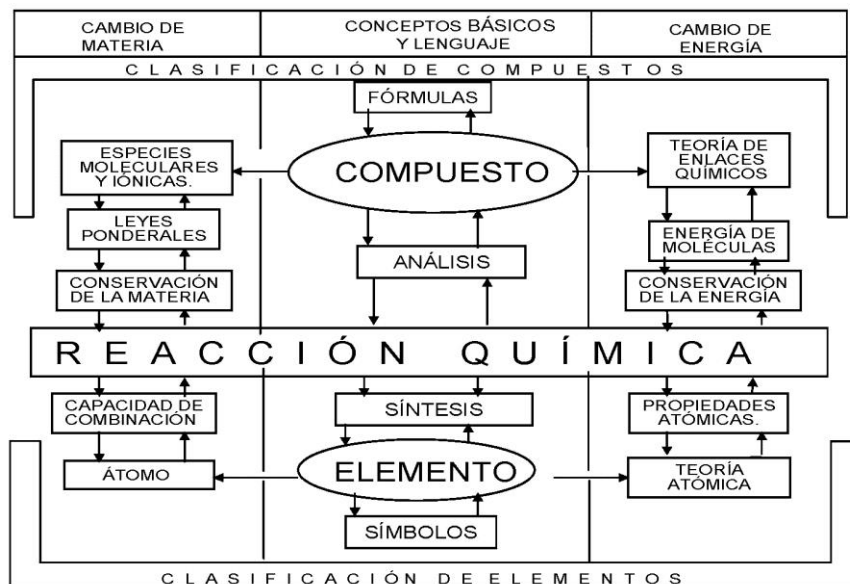 CAMBIO DE
MATERIA
CONCEPTOS BÁSICOS
Y LENGUAJE
CAMBIO DE
ENERGÍA
CLASIFICACIÓN DE COMPUESTOS
FÓRMULAS
ESPECIES
MOLECULARES
Y IÓNICAS.
COMPUESTO
TEORÍA DE
ENLACES
QUÍMICOS
LEYES
PONDERALES
ANÁLISIS
ENERGÍA DE
MOLÉCULAS
CONSERVACIÓN
DE LA MATERIA
CONSERVACIÓN
DE LA ENERGÍA
REACCIÓN QUÍMICA
CAPACIDAD DE
COMBINACIÓN
SÍNTESIS
PROPIEDADES
ATÓMICAS.
ÁTOMO
ELEMENTO
TEORÍA
ATÓMICA
SÍMBOLOS
CLASIFICACIÓN DE ELEMENTOS